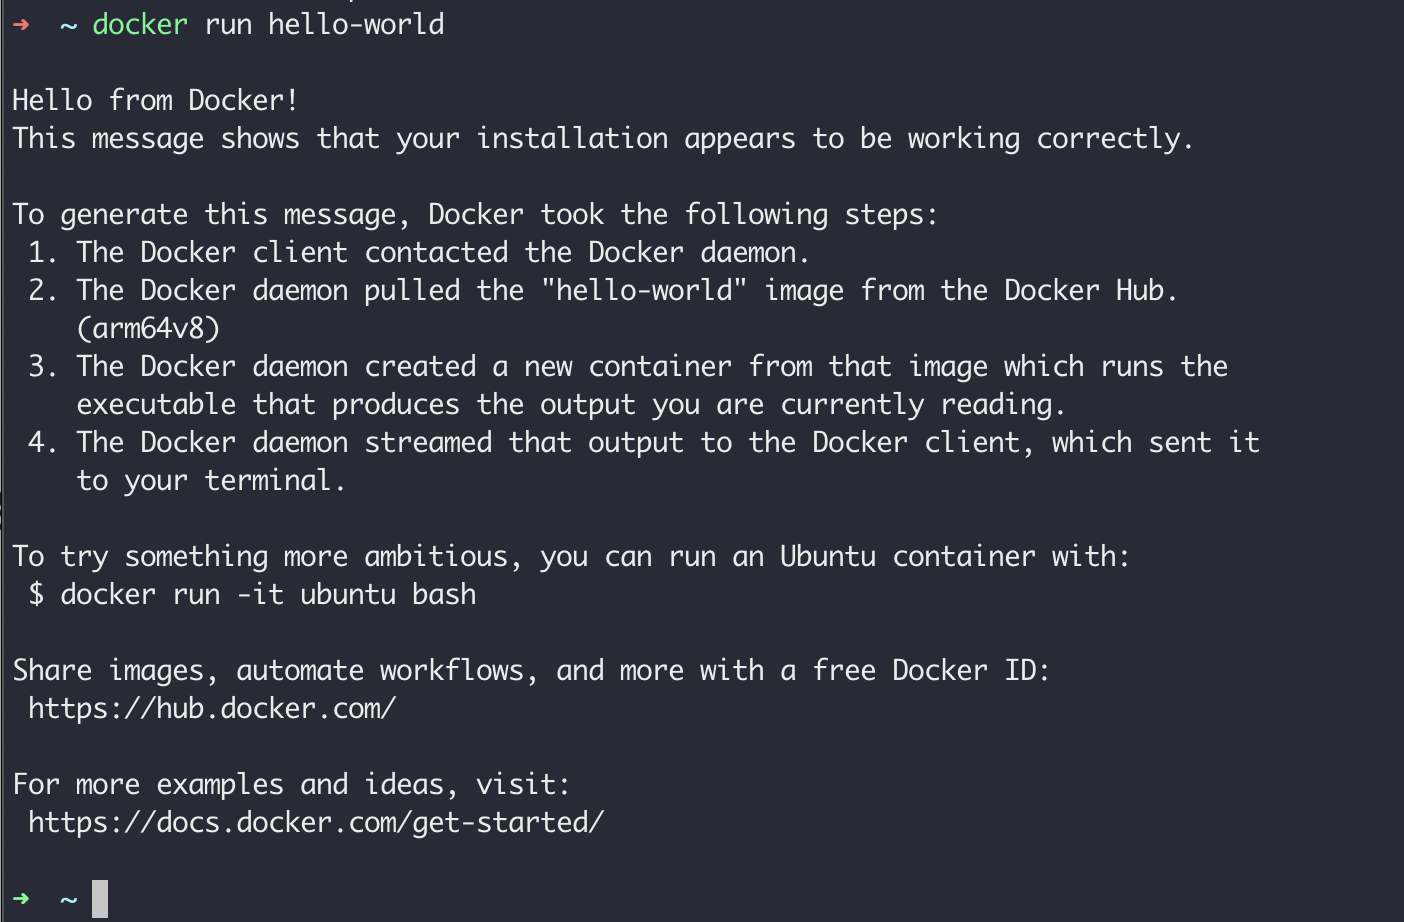 ➜  ~ docker run hello-world

Hello from Docker!
This message shows that your installation appears to be working correctly.

To generate this message, Docker took the following steps:
 1. The Docker client contacted the Docker daemon.
 2. The Docker daemon pulled the "hello-world" image from the Docker Hub.
    (arm64v8)
 3. The Docker daemon created a new container from that image which runs the
    executable that produces the output you are currently reading.
 4. The Docker daemon streamed that output to the Docker client, which sent it
    to your terminal.

To try something more ambitious, you can run an Ubuntu container with:
 $ docker run -it ubuntu bash

Share images, automate workflows, and more with a free Docker ID:
 https://hub.docker.com/

For more examples and ideas, visit:
 https://docs.docker.com/get-started/

➜  ~